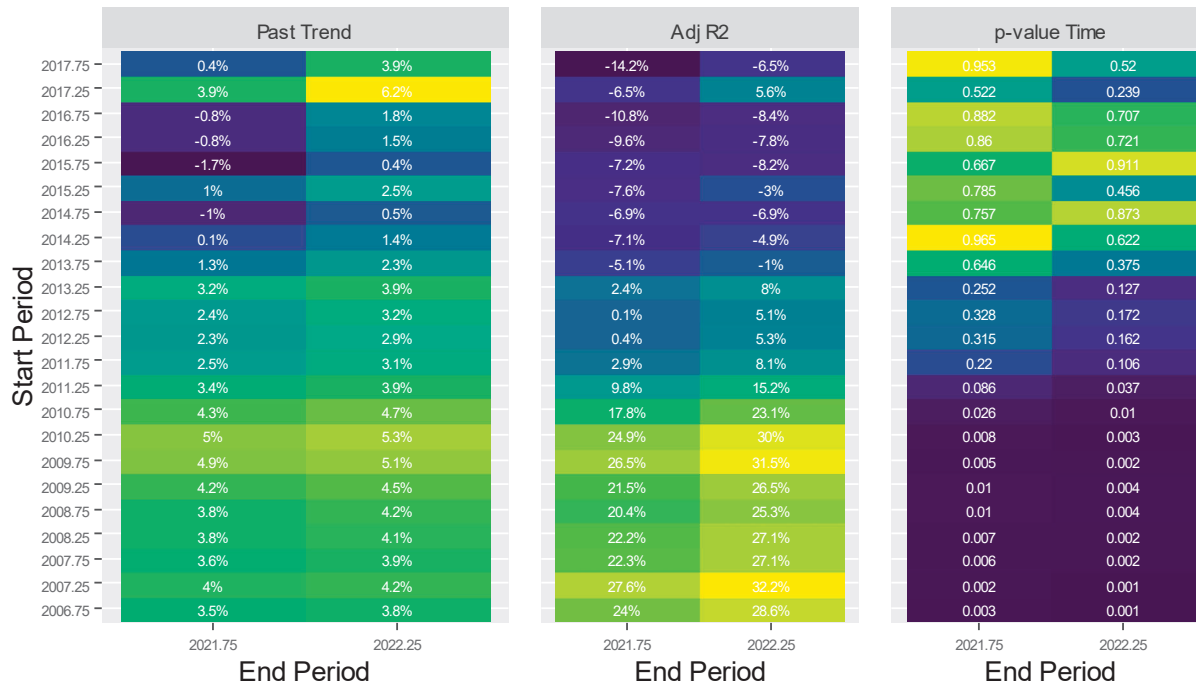 Past Trend Adj R2 p-value Time
Start Period
2017.75 0.4% 3.9% -14.2% -6.5% 0.953 0.52
2017.25 3.9% 6.2% -6.5% 5.6% 0.522 0.239
2016.75 -0.8% 1.8% -10.8% -8.4% 0.882 0.707
2016.25 -0.8% 1.5% -9.6% -7.8% 0.86 0.721
2015.75 -1.7% 0.4% -7.2% -8.2% 0.667 0.911
2015.25 1% 2.5% -7.6% -3% 0.785 0.456
2014.75 -1% 0.5% -6.9% -6.9% 0.757 0.873
2014.25 0.1% 1.4% -7.1% -4.9% 0.965 0.622
2013.75 1.3% 2.3% -5.1% -1% 0.646 0.375
2013.25 3.2% 3.9% 2.4% 8% 0.252 0.127
2012.75 2.4% 3.2% 0.1% 5.1% 0.328 0.172
2012.25 2.3% 2.9% 0.4% 5.3% 0.315 0.162
2011.75 2.5% 3.1% 2.9% 8.1% 0.22 0.106
2011.25 3.4% 3.9% 9.8% 15.2% 0.086 0.037
2010.75 4.3% 4.7% 17.8% 23.1% 0.026 0.01
2010.25 5% 5.3% 24.9% 30% 0.008 0.003
2009.75 4.9% 5.1% 26.5% 31.5% 0.005 0.002
2009.25 4.2% 4.5% 21.5% 26.5% 0.01 0.004
2008.75 3.8% 4.2% 20.4% 25.3% 0.01 0.004
2008.25 3.8% 4.1% 22.2% 27.1% 0.007 0.002
2007.75 3.6% 3.9% 22.3% 27.1% 0.006 0.002
2007.25 4% 4.2% 27.6% 32.2% 0.002 0.001
2006.75 3.5% 3.8% 24% 28.6% 0.003 0.001
2021.75 2022.25 2021.75 2022.25 2021.75 2022.25
End Period End Period End Period